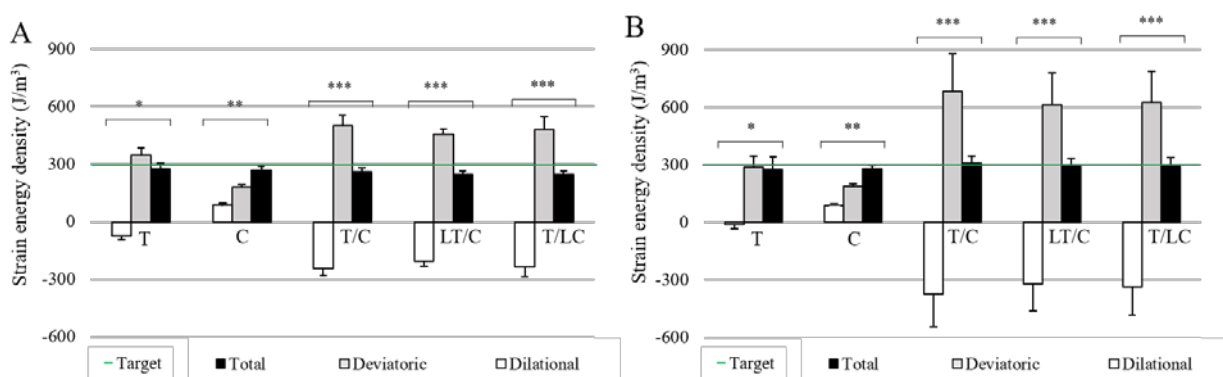 A
Strain energy density (J/m³)
900
600
300
0
-300
-600
*
**
***
***
***
T
C
T/C
LT/C
T/LC
Target
Total
Deviatoric
Dilational
B
Strain energy density (J/m³)
900
600
300
0
-300
-600
*
**
***
***
***
T
C
T/C
LT/C
T/LC
Target
Total
Deviatoric
Dilational